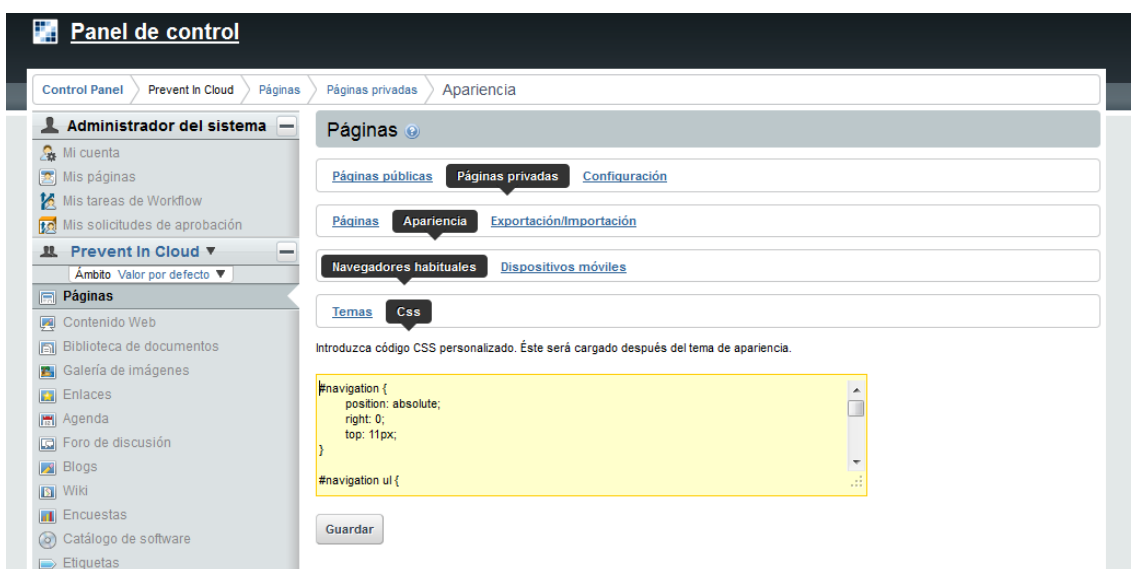 Panel de control
Control Panel Prevent In Cloud Páginas Páginas privadas Apariencia
Administrador del sistema
Mi cuenta
Mis páginas
Mis tareas de Workflow
Mis solicitudes de aprobación
Prevent In Cloud ▼
Ámbito Valor por defecto ▼
Páginas
Contenido Web
Biblioteca de documentos
Galería de imágenes
Enlaces
Agenda
Foro de discusión
Blogs
Wiki
Encuestas
Catálogo de software
Etiquetas
Páginas
Páginas públicas Páginas privadas Configuración
Páginas Apariencia Exportación/Importación
Navegadores habituales Dispositivos móviles
Temas Css
Introduzca código CSS personalizado. Éste será cargado después del tema de apariencia.
#navigation {
position: absolute;
right: 0;
top: 11px;
}
#navigation ul {
Guardar